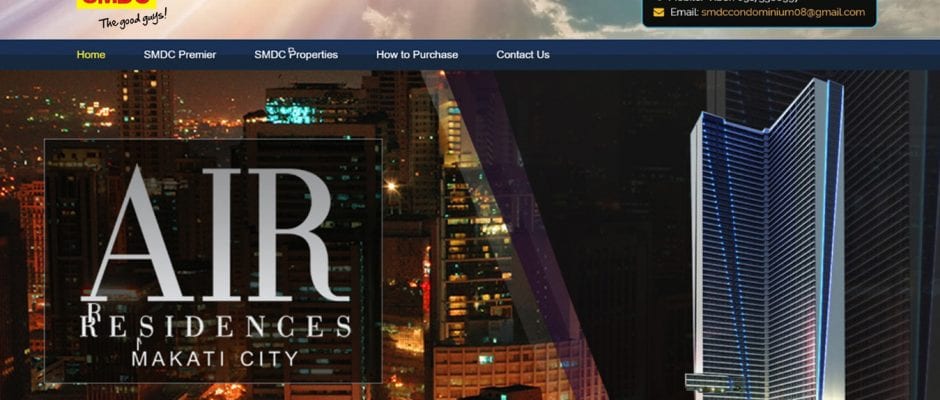 SMDC
The good guys!
Email: smdccondominium08@gmail.com
Home SMDC Premier SMDC Properties How to Purchase Contact Us
AIR
RESIDENCES
MAKATI CITY